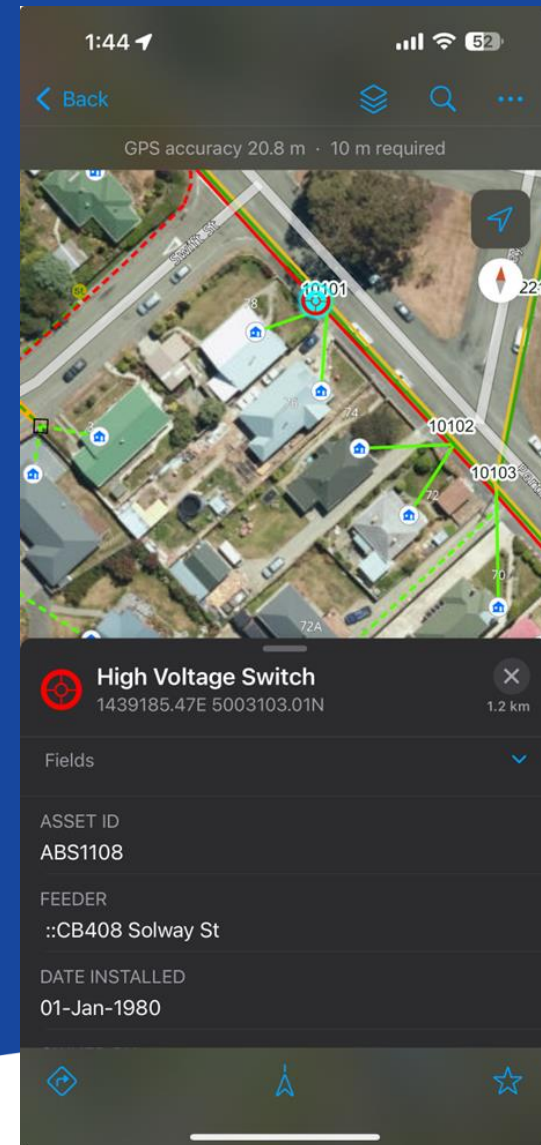 1:44
52
Back
GPS accuracy 20.8 m · 10 m required
78
10101
221
76
74
10102
10103
3
72
70
72A
High Voltage Switch
1439185.47E 5003103.01N
1.2 km
Fields
ASSET ID
ABS1108
FEEDER
::CB408 Solway St
DATE INSTALLED
01-Jan-1980